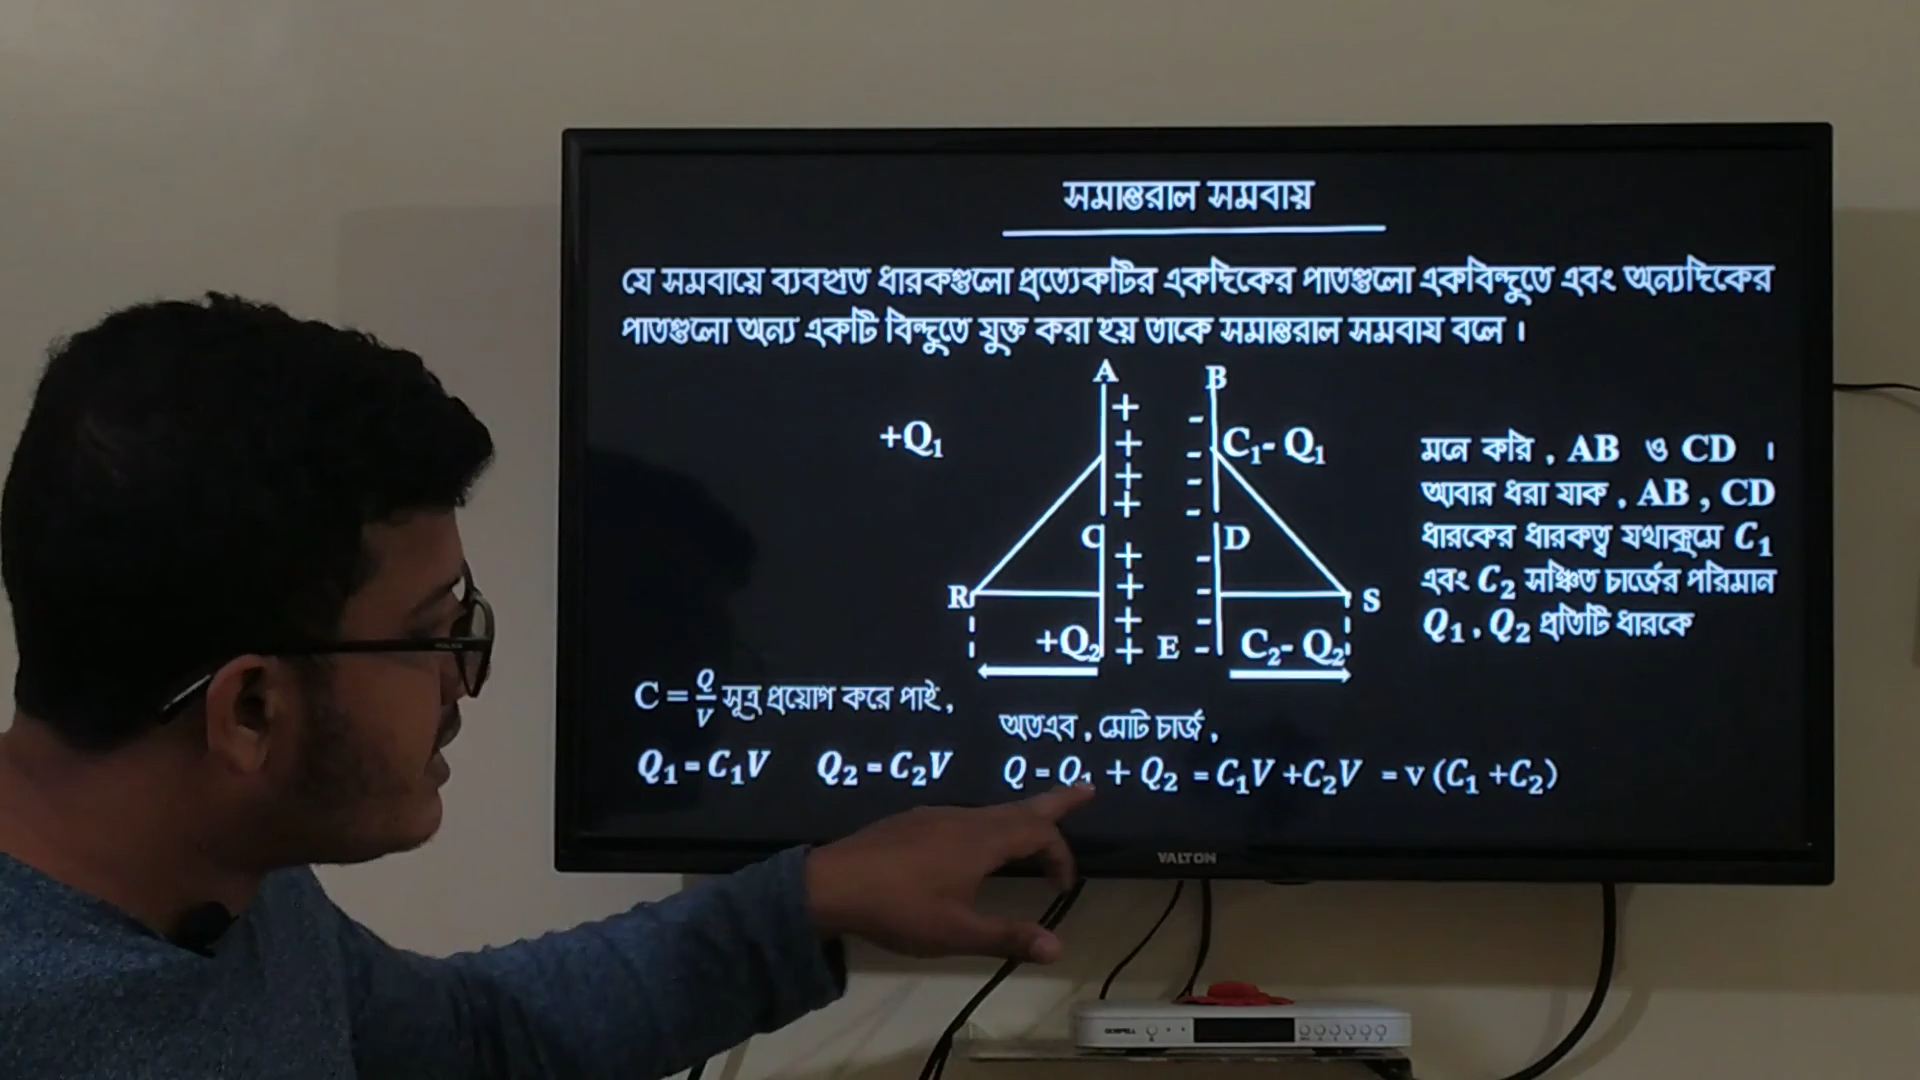 সমান্তরাল সমবায়
যে সমবায়ে ব্যবহৃত ধারকগুলো প্রত্যেকটির একদিকের পাতগুলো একবিন্দুতে এবং অন্যদিকের
পাতগুলো অন্য একটি বিন্দুতে যুক্ত করা হয় তাকে সমান্তরাল সমবায বলে ।
A B
+Q₁ C₁- Q₁
C D
R S
+Q₂ E C₂- Q₂
মনে করি , AB ও CD ।
আবার ধরা যাক , AB , CD
ধারকের ধারকত্ব যথাক্রমে C₁
এবং C₂ সঞ্চিত চার্জের পরিমান
Q₁ , Q₂ প্রতিটি ধারকে
C = Q/V সূত্র প্রয়োগ করে পাই ,
Q₁ = C₁V Q₂ = C₂V
অতএব , মোট চার্জ ,
Q = Q₁ + Q₂ = C₁V +C₂V = v (C₁ +C₂)
VALTON
GOSPELL